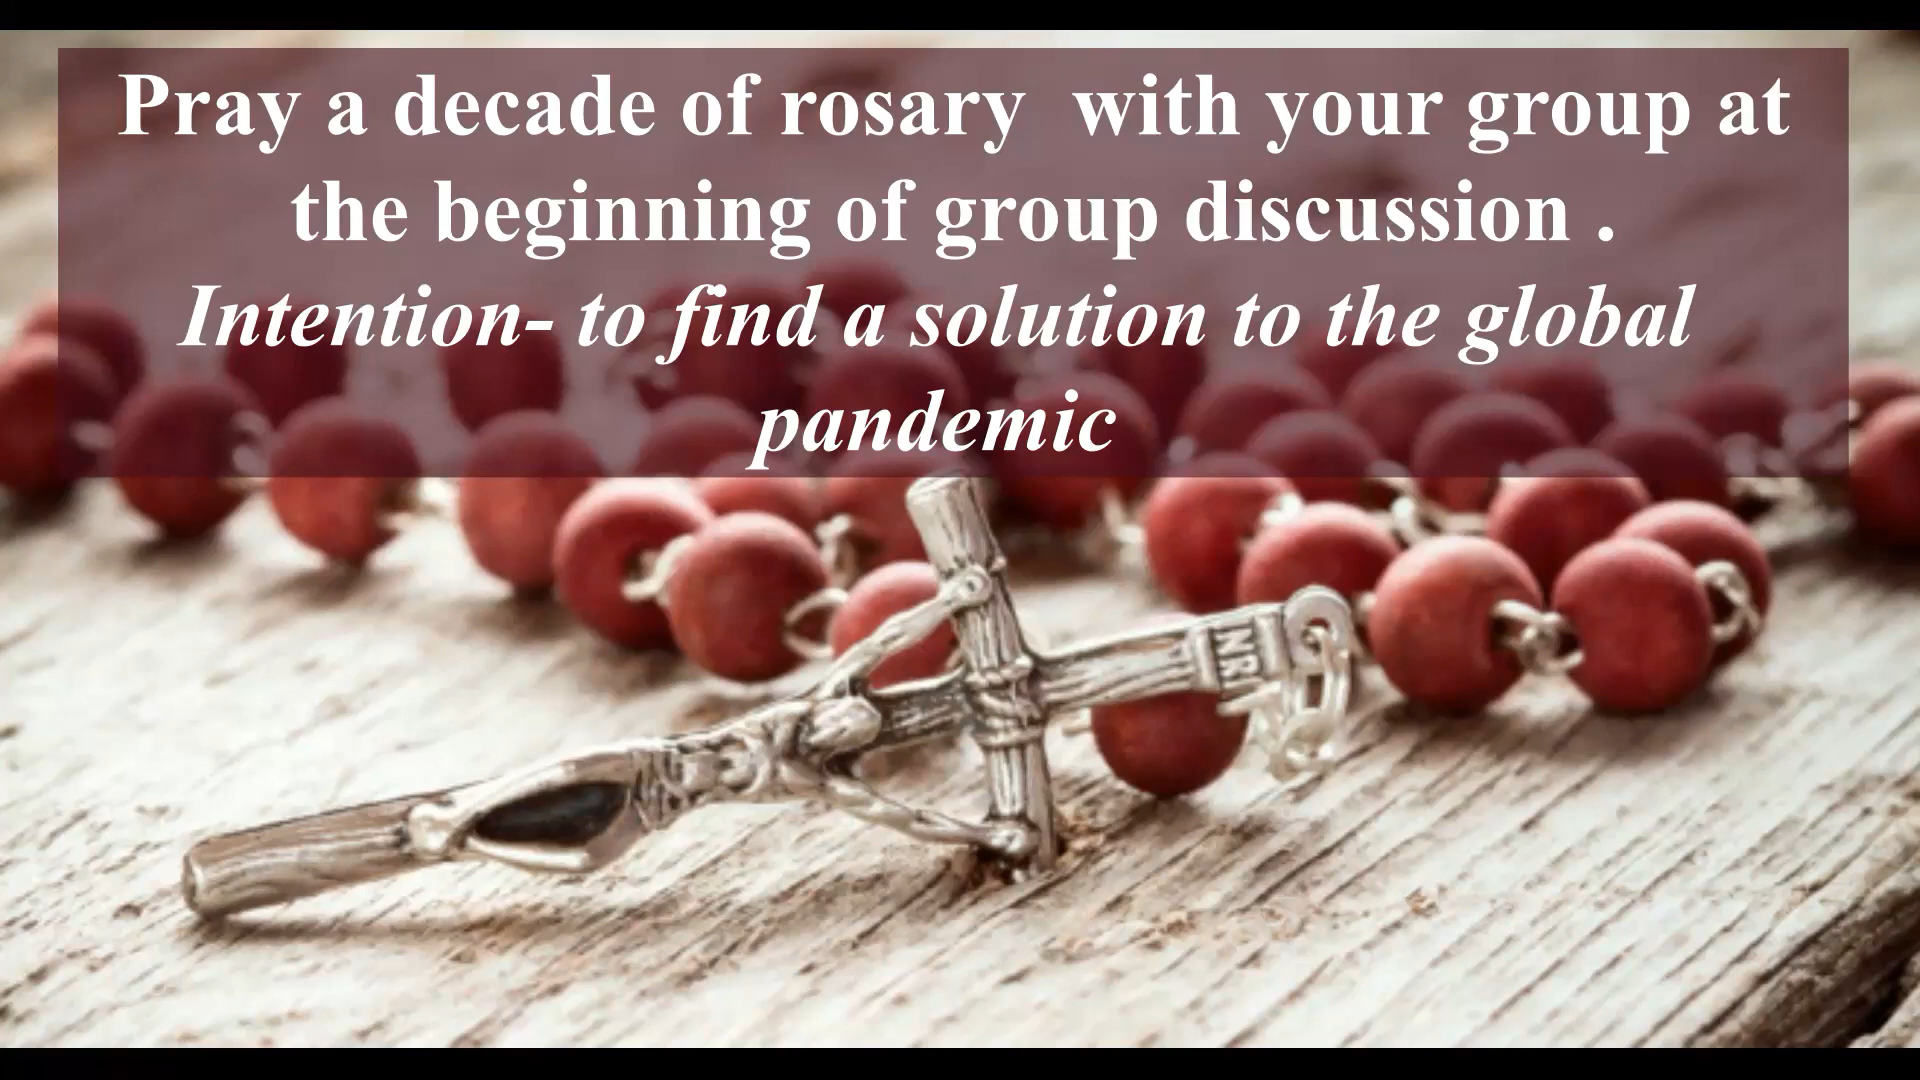 Pray a decade of rosary  with your group at
the beginning of group discussion .
Intention- to find a solution to the global
pandemic
INRI